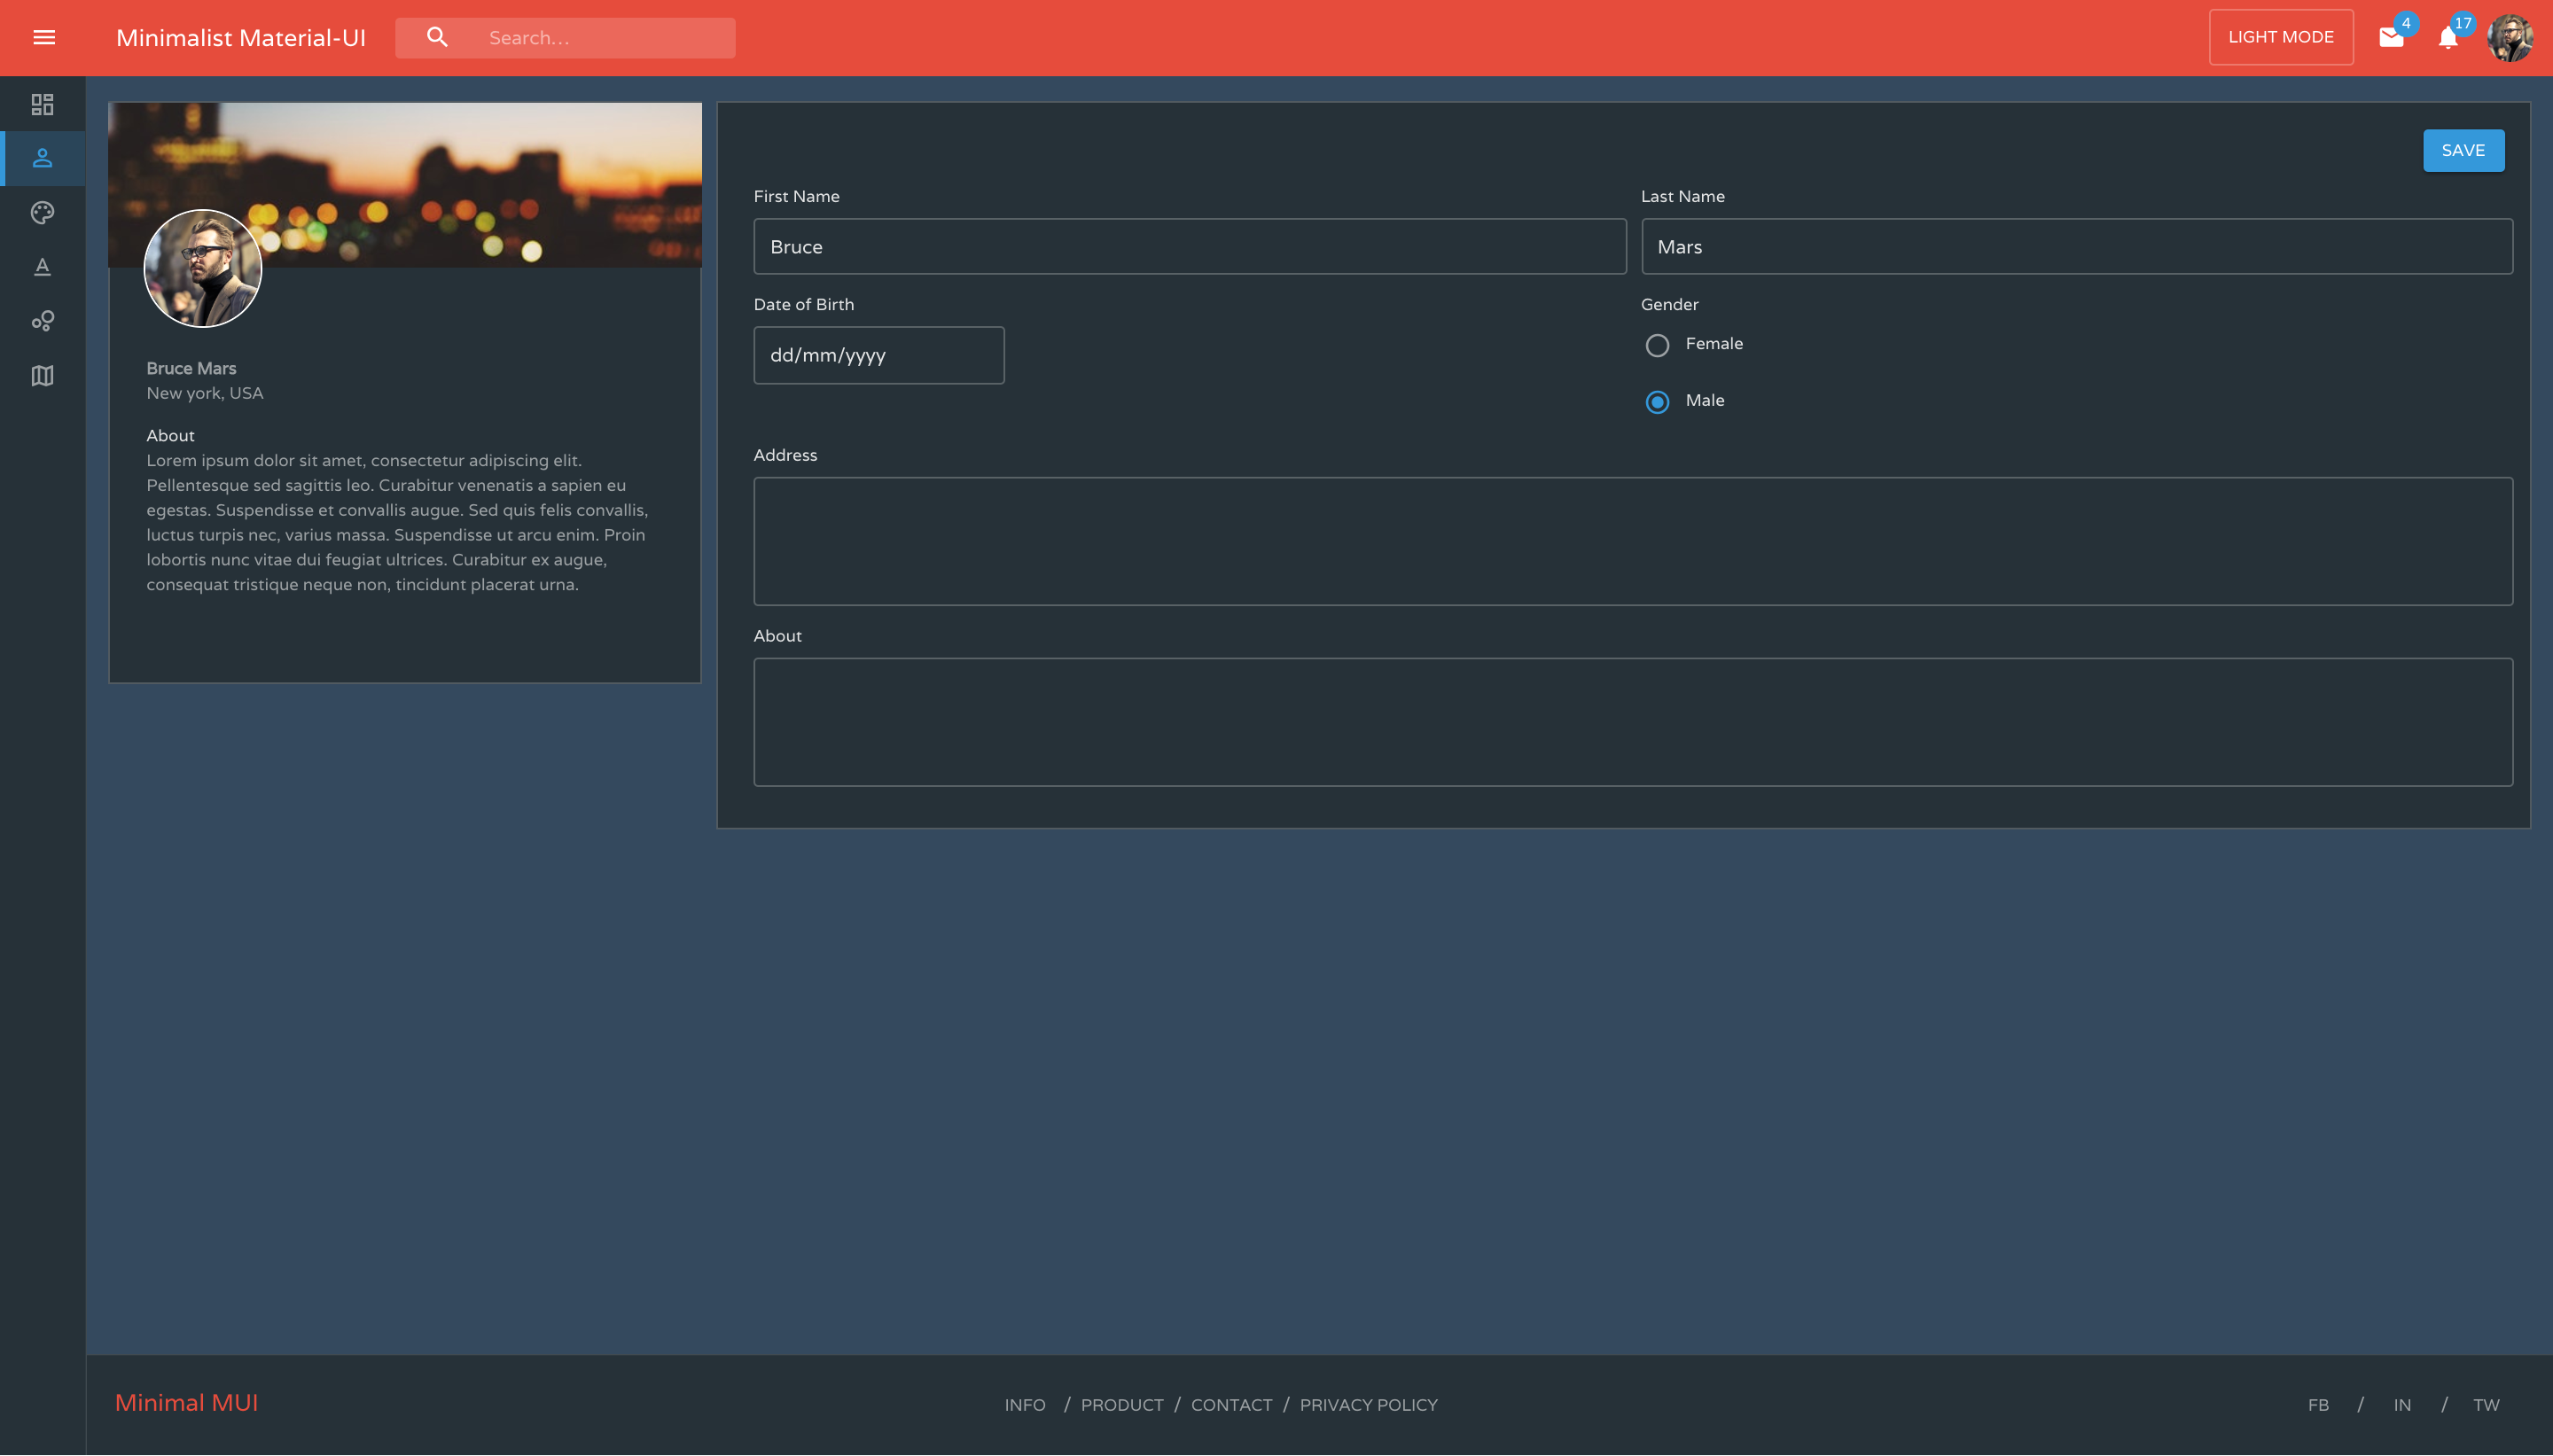 Minimalist Material-UI
Search...
LIGHT MODE
4
17
Bruce Mars
New york, USA
About
Lorem ipsum dolor sit amet, consectetur adipiscing elit.
Pellentesque sed sagittis leo. Curabitur venenatis a sapien eu
egestas. Suspendisse et convallis augue. Sed quis felis convallis,
luctus turpis nec, varius massa. Suspendisse ut arcu enim. Proin
lobortis nunc vitae dui feugiat ultrices. Curabitur ex augue,
consequat tristique neque non, tincidunt placerat urna.
SAVE
First Name
Bruce
Last Name
Mars
Date of Birth
dd/mm/yyyy
Gender
Female
Male
Address
About
Minimal MUI
INFO / PRODUCT / CONTACT / PRIVACY POLICY
FB / IN / TW